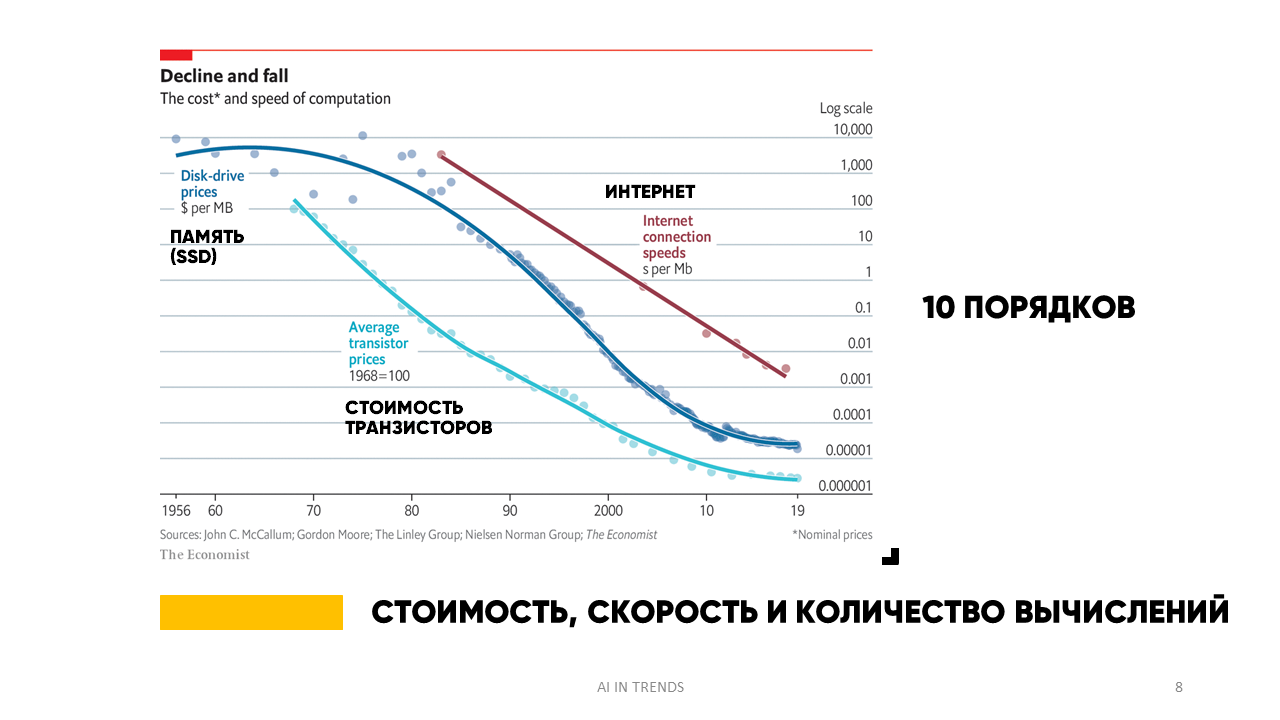 Decline and fall
The cost* and speed of computation
Log scale
10,000
1,000
100
10
1
0.1
0.01
0.001
0.0001
0.00001
0.000001
Disk-drive
prices
$ per MB
ПАМЯТЬ
(SSD)
ИНТЕРНЕТ
Internet
connection
speeds
s per Mb
Average
transistor
prices
1968=100
СТОИМОСТЬ
ТРАНЗИСТОРОВ
1956 60 70 80 90 2000 10 19
Sources: John C. McCallum; Gordon Moore; The Linley Group; Nielsen Norman Group; The Economist
*Nominal prices
The Economist
10 ПОРЯДКОВ
СТОИМОСТЬ, СКОРОСТЬ И КОЛИЧЕСТВО ВЫЧИСЛЕНИЙ
AI IN TRENDS
8